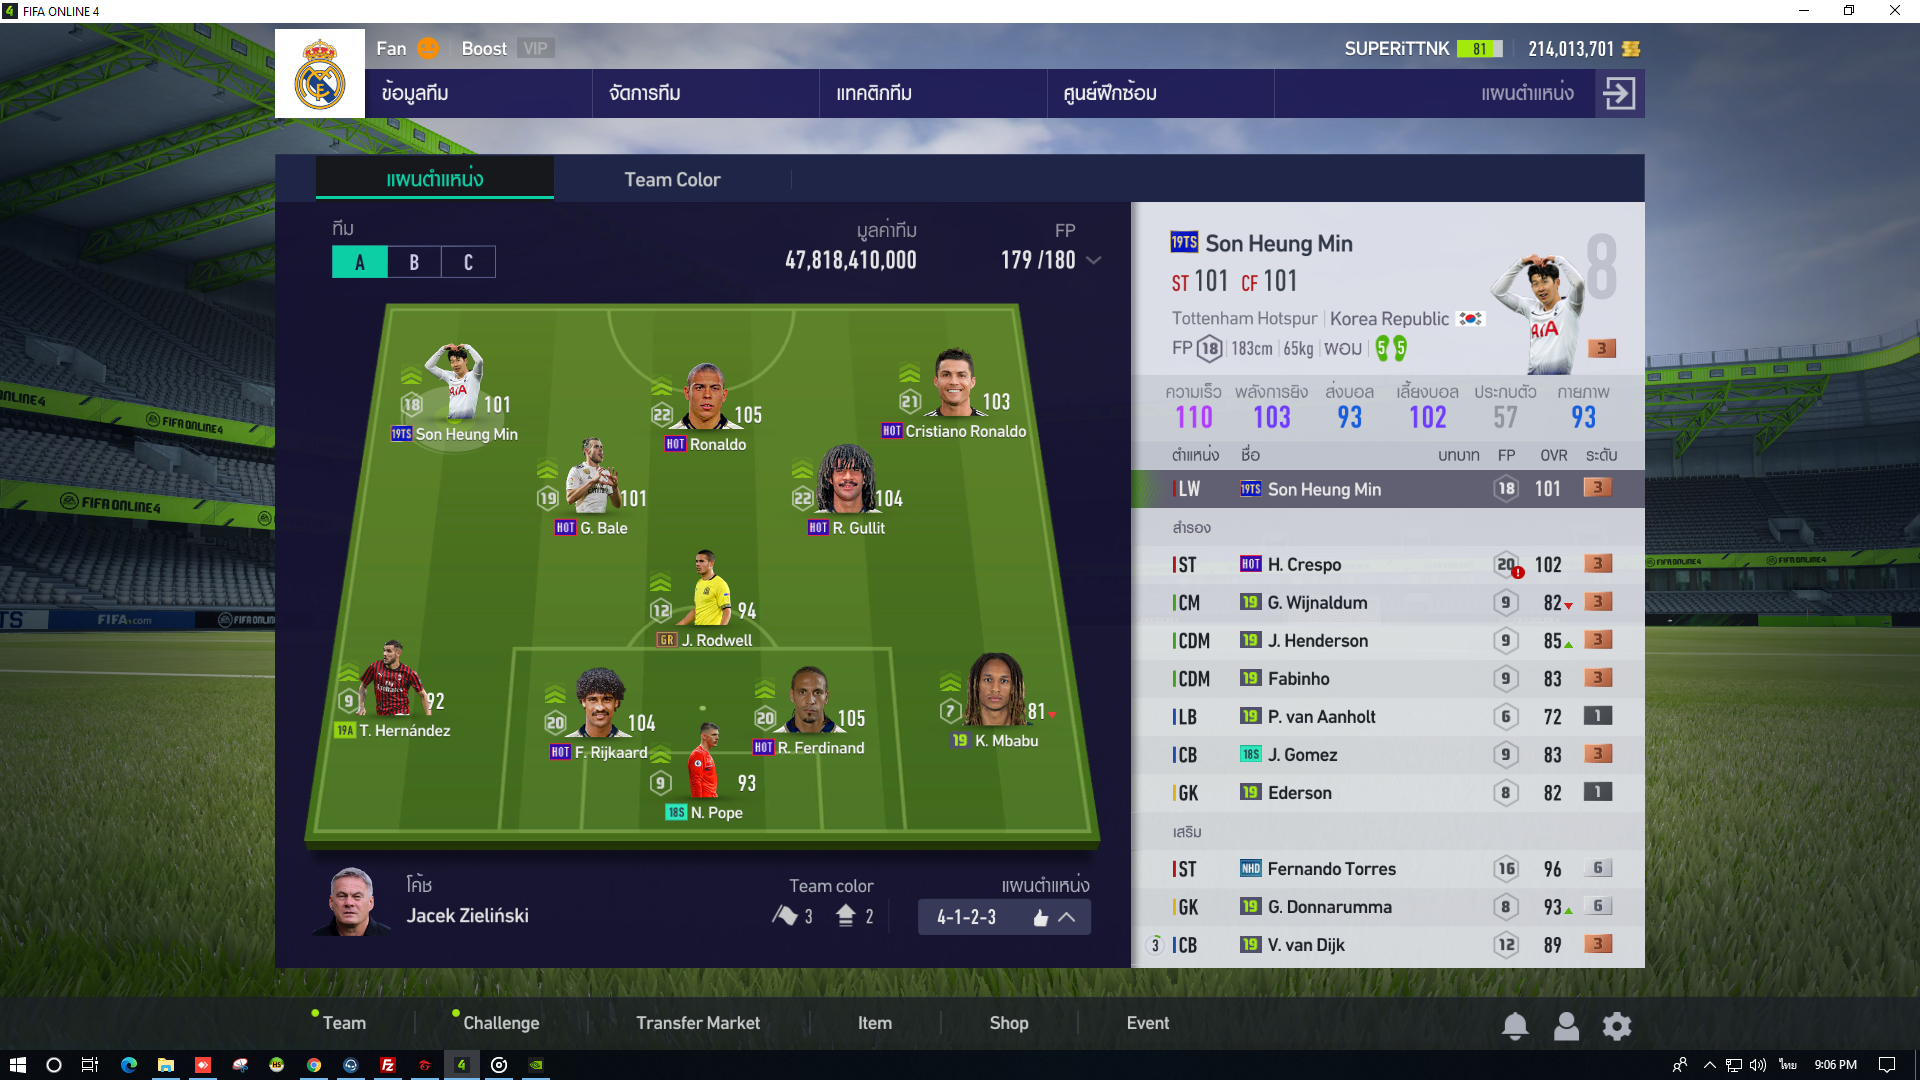 FIFA ONLINE 4
Fan Boost VIP
SUPERiTTNK 81 214,013,701
ข้อมูลทีม จัดการทีม แทคติกทีม ศูนย์ฝึกซ้อม แผนตำแหน่ง
แผนตำแหน่ง Team Color
ทีม มูลค่าทีม FP
A B C 47,818,410,000 179 /180
18 101
19TS Son Heung Min
22 105
HOT Ronaldo
21 103
HOT Cristiano Ronaldo
19 101
HOT G. Bale
22 104
HOT R. Gullit
12 94
GR J. Rodwell
9 92
19A T. Hernández
20 104
HOT F. Rijkaard
20 105
HOT R. Ferdinand
7 81
19 K. Mbabu
9 93
18S N. Pope
โค้ช
Jacek Zieliński
Team color แผนตำแหน่ง
3 2 4-1-2-3
19TS Son Heung Min 8
ST 101 CF 101
Tottenham Hotspur Korea Republic
FP 18 183cm 65kg ผอม 5 5 3
ความเร็ว พลังการยิง ส่งบอล เลี้ยงบอล ประกบตัว กายภาพ
110 103 93 102 57 93
ตำแหน่ง ชื่อ บทบาท FP OVR ระดับ
LW 19TS Son Heung Min 18 101 3
สำรอง
ST HOT H. Crespo 20 102 3
CM 19 G. Wijnaldum 9 82 3
CDM 19 J. Henderson 9 85 3
CDM 19 Fabinho 9 83 3
LB 19 P. van Aanholt 6 72 1
CB 18S J. Gomez 9 83 3
GK 19 Ederson 8 82 1
เสริม
ST NHD Fernando Torres 16 96 6
GK 19 G. Donnarumma 8 93 6
3 CB 19 V. van Dijk 12 89 3
Team Challenge Transfer Market Item Shop Event
ไทย 9:06 PM